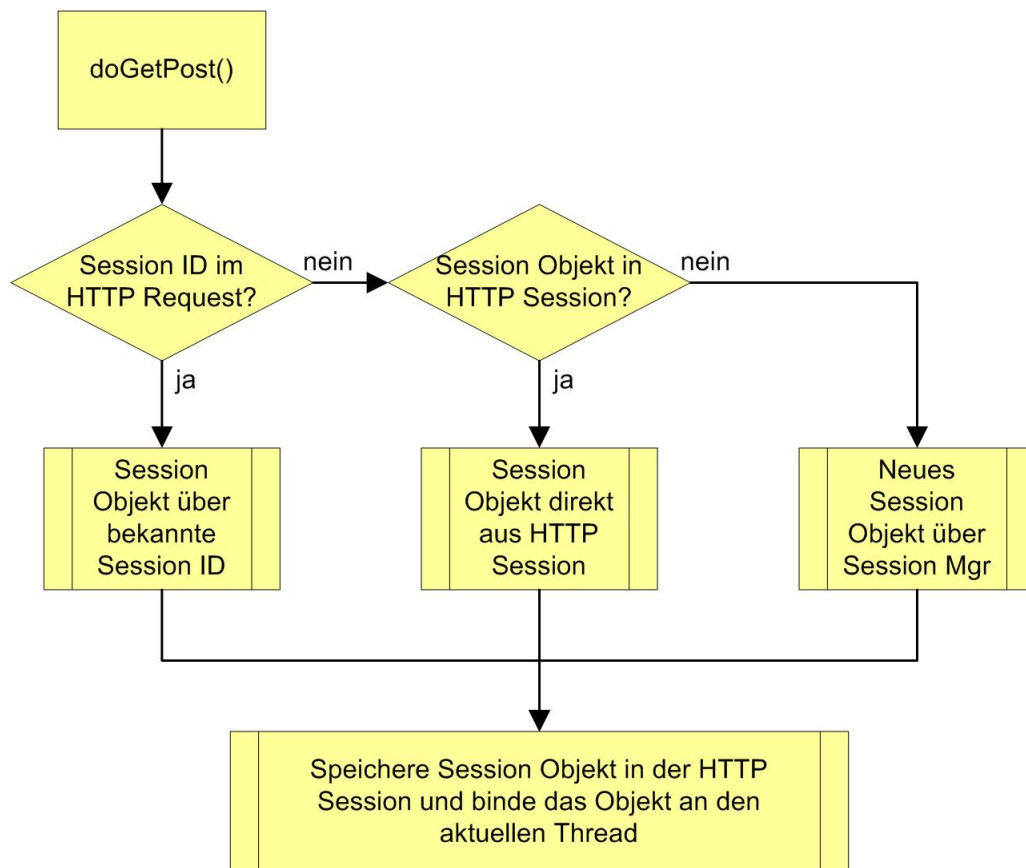 doGetPost()
Session ID im
HTTP Request?
nein
Session Objekt in
HTTP Session?
nein
ja
ja
Session
Objekt über
bekannte
Session ID
Session
Objekt direkt
aus HTTP
Session
Neues
Session
Objekt über
Session Mgr
Speichere Session Objekt in der HTTP
Session und binde das Objekt an den
aktuellen Thread